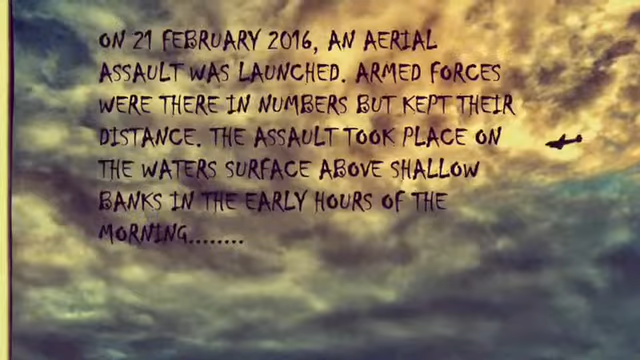 ON 21 FEBRUARY 2016, AN AERIAL
ASSAULT WAS LAUNCHED. ARMED FORCES
WERE THERE IN NUMBERS BUT KEPT THEIR
DISTANCE. THE ASSAULT TOOK PLACE ON
THE WATERS SURFACE ABOVE SHALLOW
BANKS IN THE EARLY HOURS OF THE
MORNING........